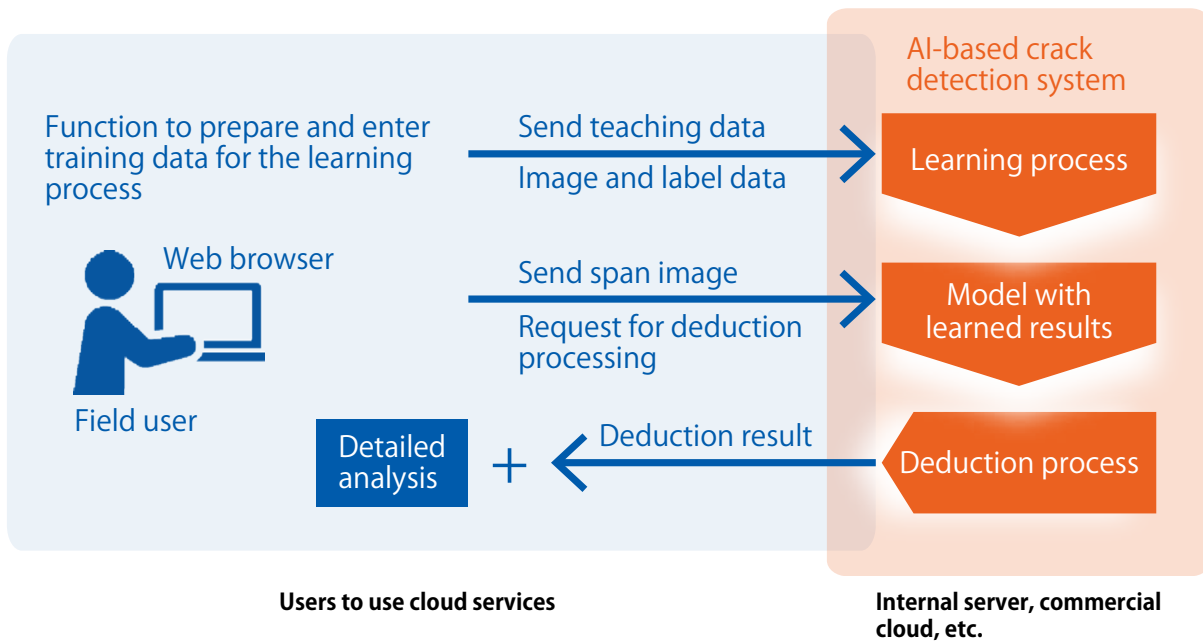 AI-based crack
detection system
Function to prepare and enter
training data for the learning
process
Send teaching data
Image and label data
Learning process
Web browser
Field user
Send span image
Request for deduction
processing
Model with
learned results
Detailed
analysis
+
Deduction result
Deduction process
Users to use cloud services
Internal server, commercial
cloud, etc.